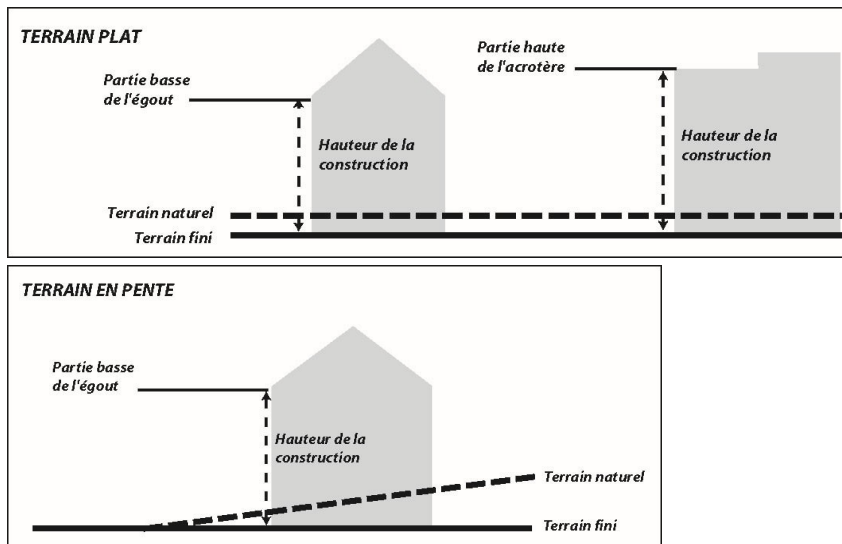 TERRAIN PLAT
Partie basse
de l'égout
Hauteur de la
construction
Partie haute
de l'acrotère
Hauteur de la
construction
Terrain naturel
Terrain fini
TERRAIN EN PENTE
Partie basse
de l'égout
Hauteur de la
construction
Terrain naturel
Terrain fini